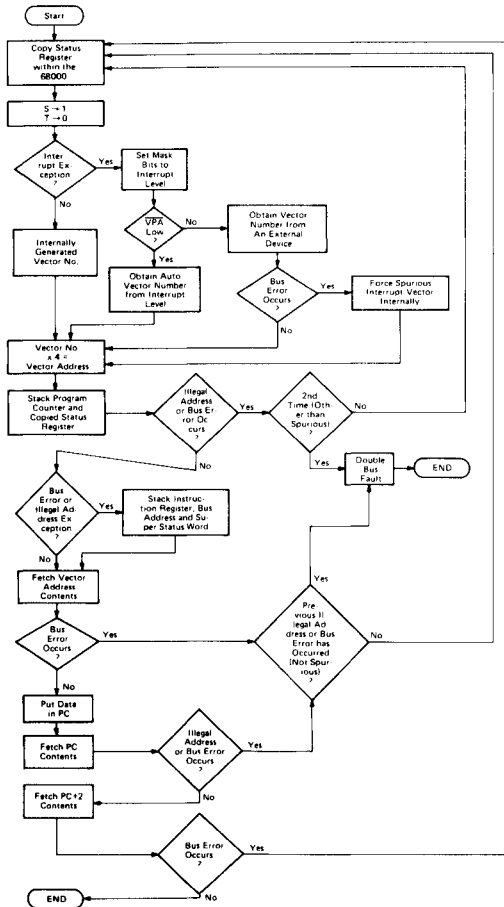 Start
Copy Status
Register
within the
68000
S → 1
T → 0
Inter
rupt Ex
ception
?
Yes
No
Set Mask
Bits to
Interrupt
Level
VPA
Low
?
No
Yes
Obtain Vector
Number from
An External
Device
Internally
Generated
Vector No.
Obtain Auto
Vector Number
from Interrupt
Level
Bus
Error
Occurs
?
Yes
No
Force Spurious
Interrupt Vector
Internally
Vector No
x 4 =
Vector Address
Stack Program
Counter and
Copied Status
Register
Illegal
Address
or Bus Er
ror Oc
curs
?
Yes
No
2nd
Time (Oth
er than
Spurious)
?
No
Yes
Double
Bus
Fault
END
Bus
Error or
Illegal Ad
dress Ex
ception
?
Yes
No
Stack Instruc-
tion Register, Bus
Address and Su
per Status Word
Fetch Vector
Address
Contents
Bus
Error
Occurs
?
Yes
No
Yes
Pre-
vious Il
legal Ad
dress or Bus
Error has
Occurred
(Not Spur-
ious)
?
No
Put Data
in PC
Fetch PC
Contents
Illegal
Address
or Bus Error
Occurs
?
Yes
No
Fetch PC+2
Contents
Bus Error
Occurs
?
Yes
No
END